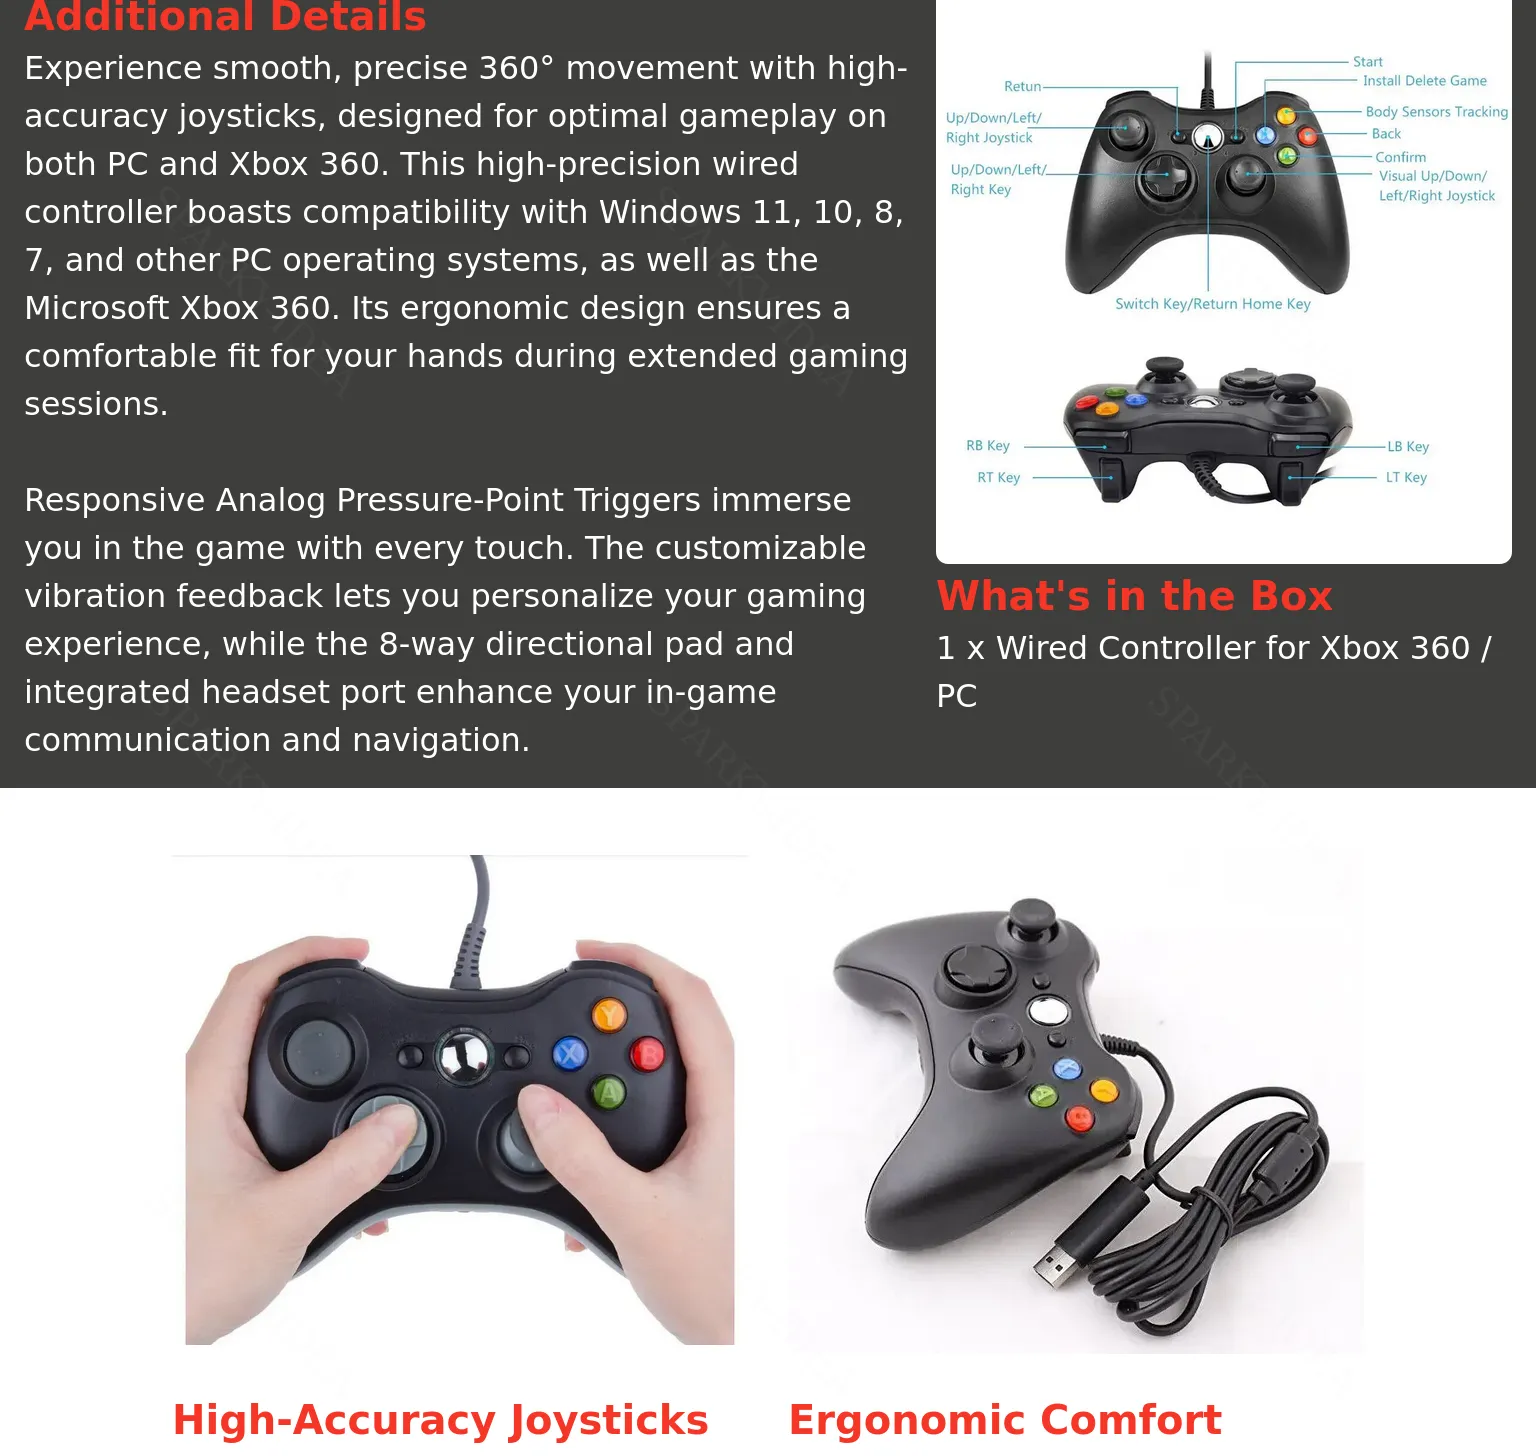 Additional Details
Experience smooth, precise 360° movement with high-
accuracy joysticks, designed for optimal gameplay on
both PC and Xbox 360. This high-precision wired
controller boasts compatibility with Windows 11, 10, 8,
7, and other PC operating systems, as well as the
Microsoft Xbox 360. Its ergonomic design ensures a
comfortable fit for your hands during extended gaming
sessions.
Responsive Analog Pressure-Point Triggers immerse
you in the game with every touch. The customizable
vibration feedback lets you personalize your gaming
experience, while the 8-way directional pad and
integrated headset port enhance your in-game
communication and navigation.
Start
Install Delete Game
Retun
Body Sensors Tracking
Up/Down/Left/
Right Joystick
Back
Confirm
Up/Down/Left/
Right Key
Visual Up/Down/
Left/Right Joystick
Switch Key/Return Home Key
RB Key
LB Key
RT Key
LT Key
What's in the Box
1 x Wired Controller for Xbox 360 /
PC
Y
X
B
A
High-Accuracy Joysticks
Ergonomic Comfort